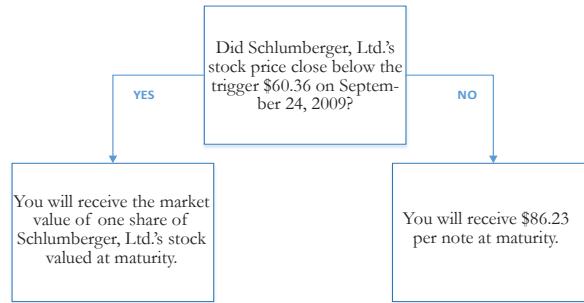 Did Schlumberger, Ltd.'s
stock price close below the
trigger $60.36 on Septem-
ber 24, 2009?
YES
NO
You will receive the market
value of one share of
Schlumberger, Ltd.'s stock
valued at maturity.
You will receive $86.23
per note at maturity.